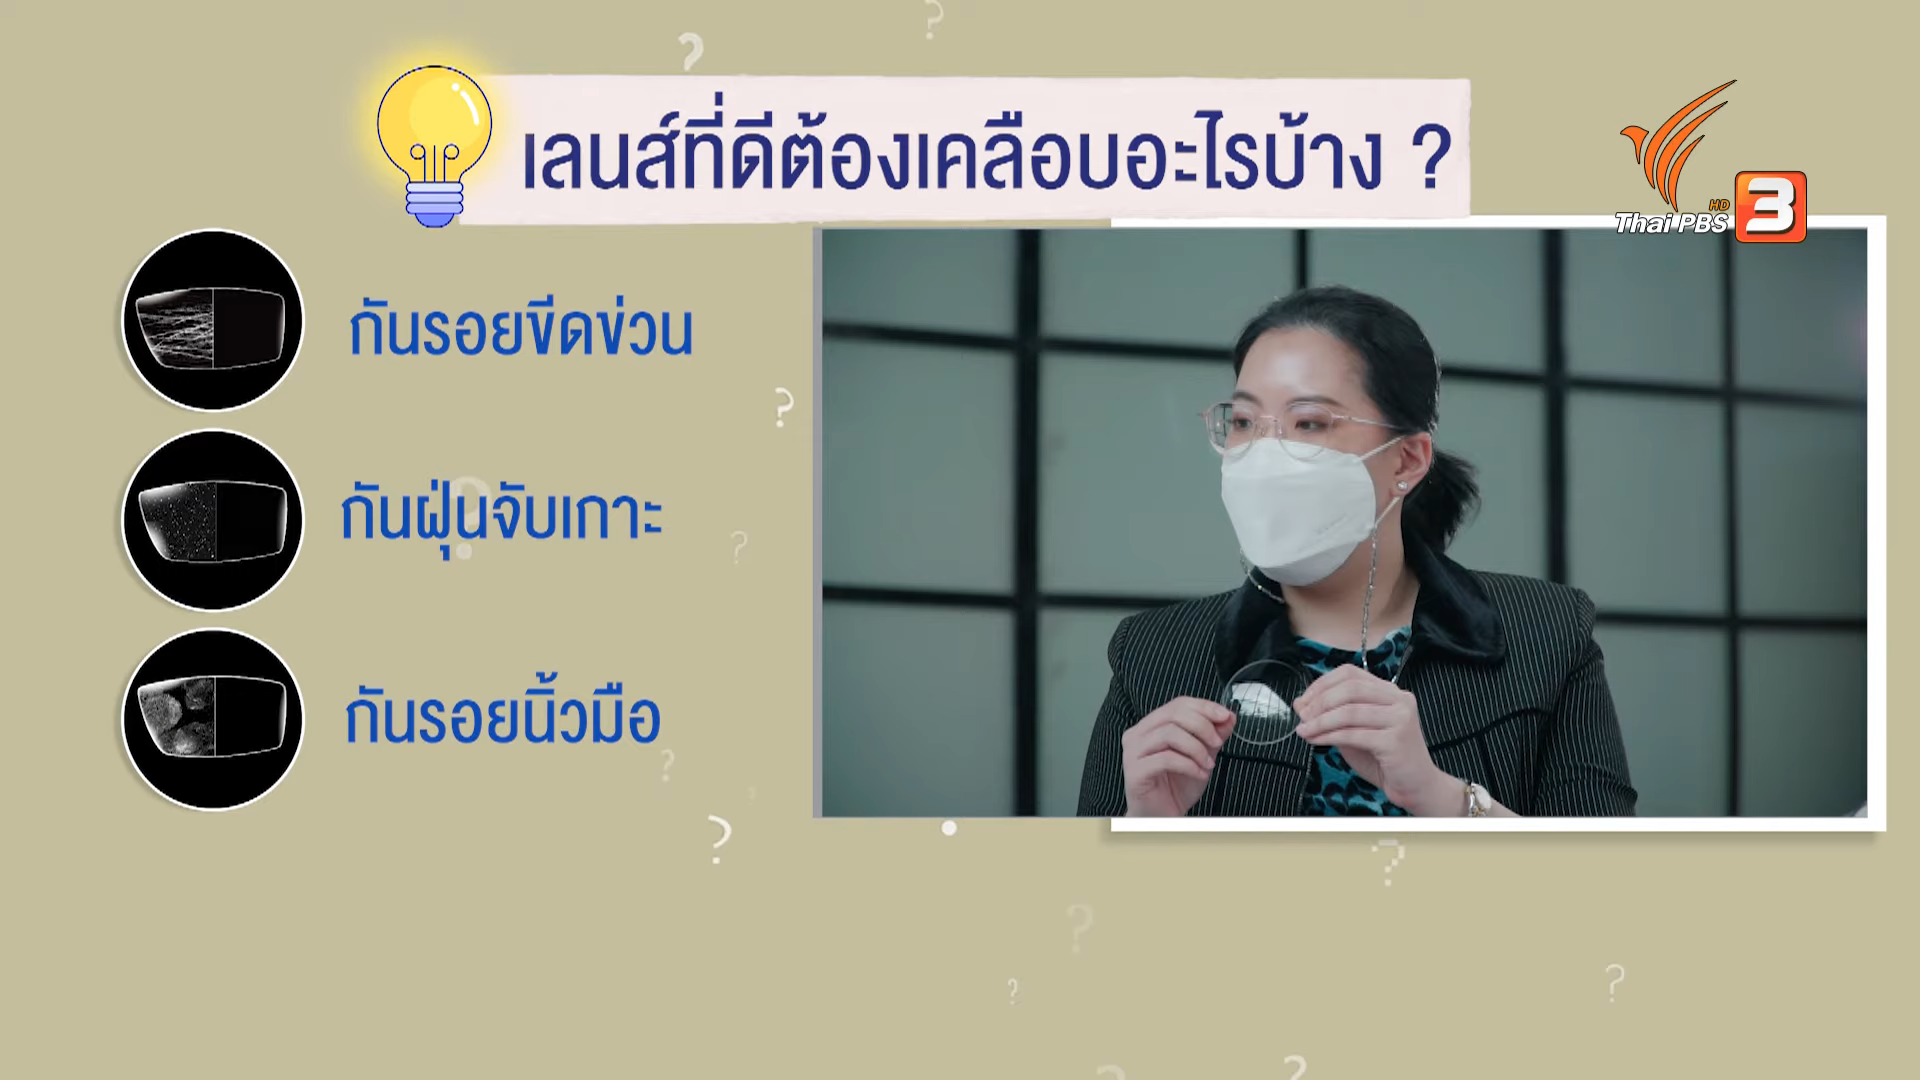 เลนส์ที่ดีต้องเคลือบอะไรบ้าง ?
HD
Thai PBS 3
กันรอยขีดข่วน
กันฝุ่นจับเกาะ
กันรอยนิ้วมือ